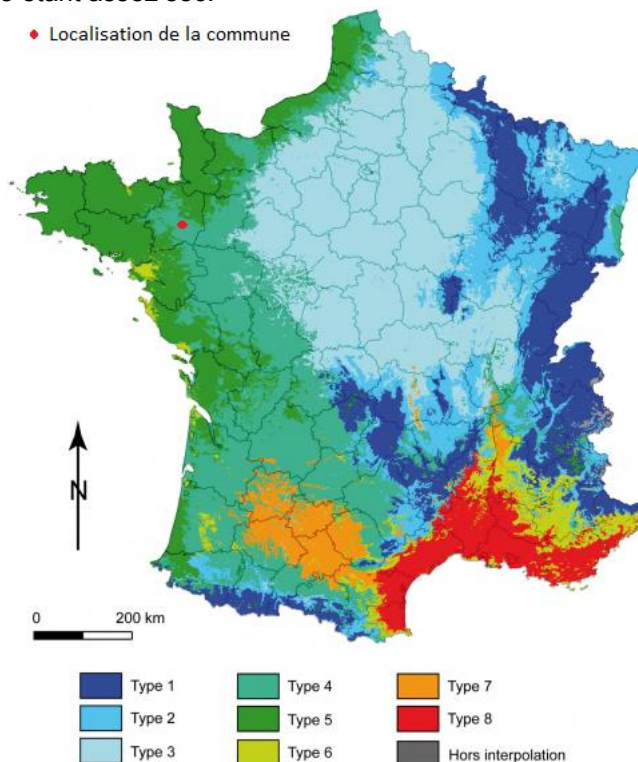 Localisation de la commune
N
0 200 km
Type 1 Type 4 Type 7
Type 2 Type 5 Type 8
Type 3 Type 6 Hors interpolation